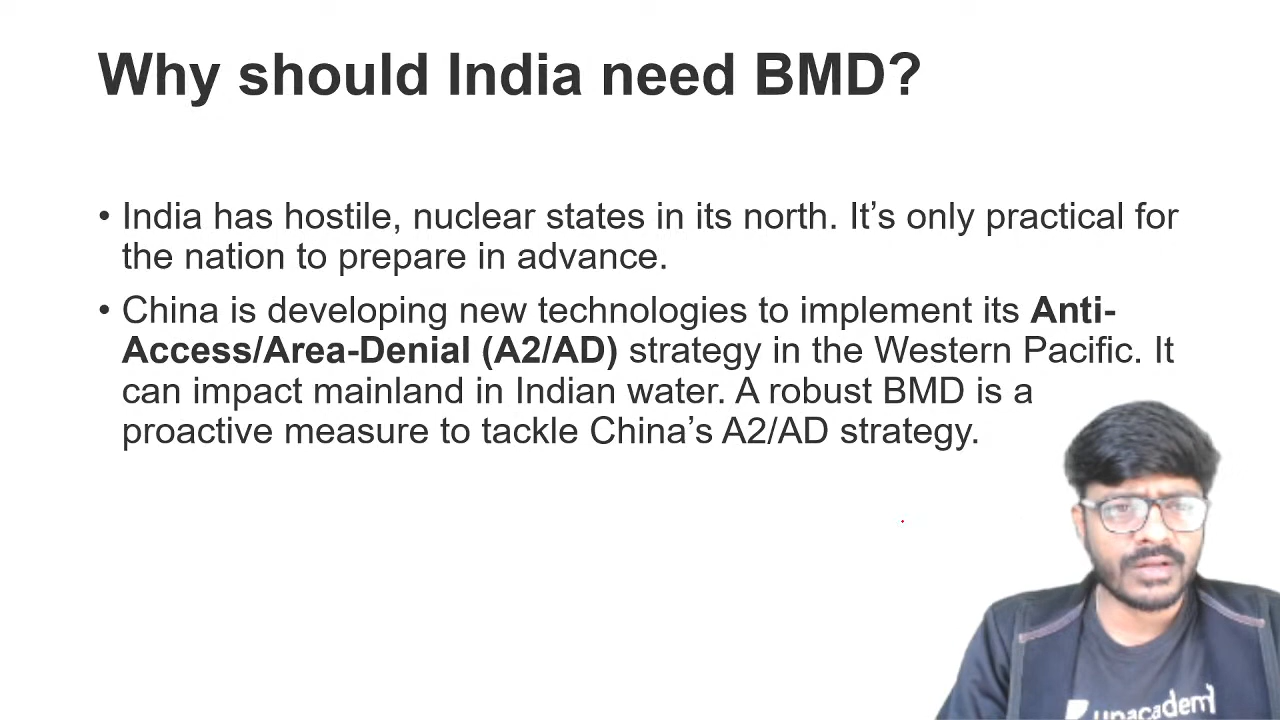 Why should India need BMD?
• India has hostile, nuclear states in its north. It’s only practical for
the nation to prepare in advance.
• China is developing new technologies to implement its Anti-
Access/Area-Denial (A2/AD) strategy in the Western Pacific. It
can impact mainland in Indian water. A robust BMD is a
proactive measure to tackle China’s A2/AD strategy.
unacadem